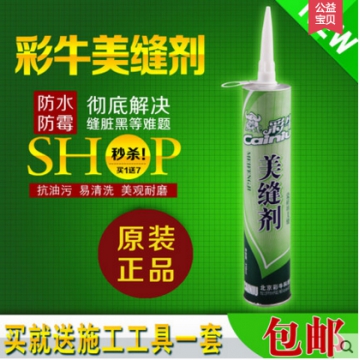 公益
宝贝
NEW
彩牛美缝剂
防水
防霉
彻底解决
缝脏黑等难题
SHOP
秒杀!
买1送7
抗油污 易清洗 美观耐磨
原装
正品
彩牛
Cainiu
美缝剂
买就送施工工具一套
包邮